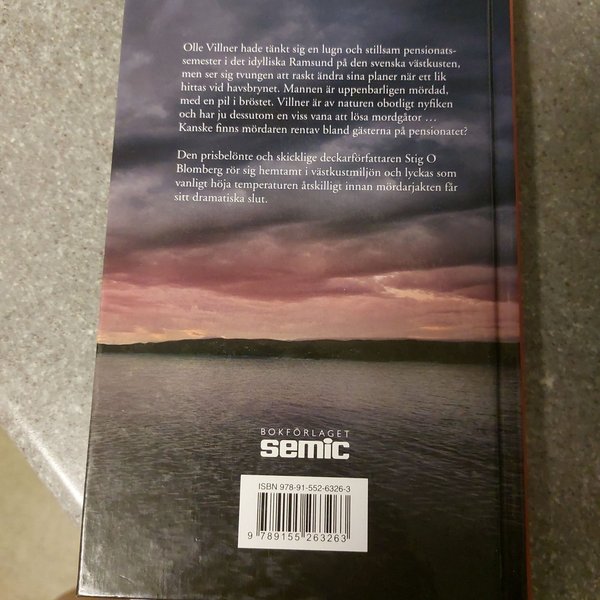 Olle Villner hade tänkt sig en lugn och stillsam pensionats-
semester i det idylliska Ramsund på den svenska västkusten,
men ser sig tvungen att raskt ändra sina planer när ett lik
hittas vid havsbrynet. Mannen är uppenbarligen mördad,
med en pil i bröstet. Villner är av naturen obotligt nyfiken
och har ju dessutom en viss vana att lösa mordgåtor ...
Kanske finns mördaren rentav bland gästerna på pensionatet?
Den prisbelönte och skicklige deckarförfattaren Stig O
Blomberg rör sig hemtamt i västkustmiljön och lyckas som
vanligt höja temperaturen åtskilligt innan mördarjakten får
sitt dramatiska slut.
BOKFÖRLAGET
semic
ISBN 978-91-552-6326-3
9 789155 263263